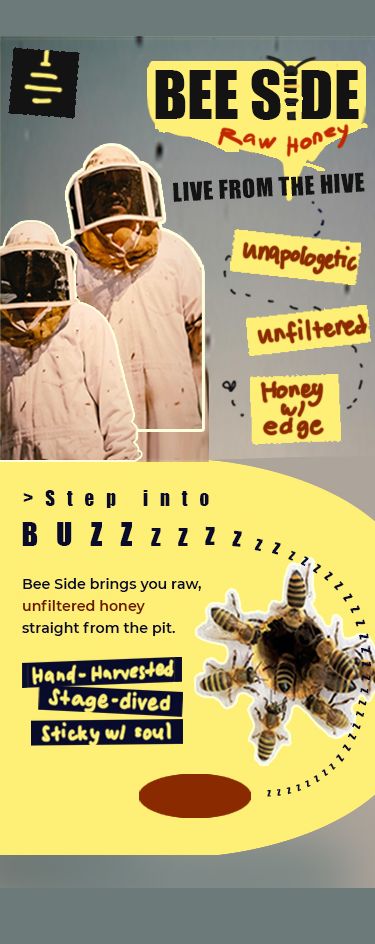 BEE SIDE
Raw Honey
LIVE FROM THE HIVE
unapologetic
unfiltered
Honey
w/
edge
> Step into
BUZZzzzzzzzzzzzzzzzzzzzzzzzzzzzzzzzz
Bee Side brings you raw,
unfiltered honey
straight from the pit.
Hand-Harvested
Stage-dived
Sticky w/ soul